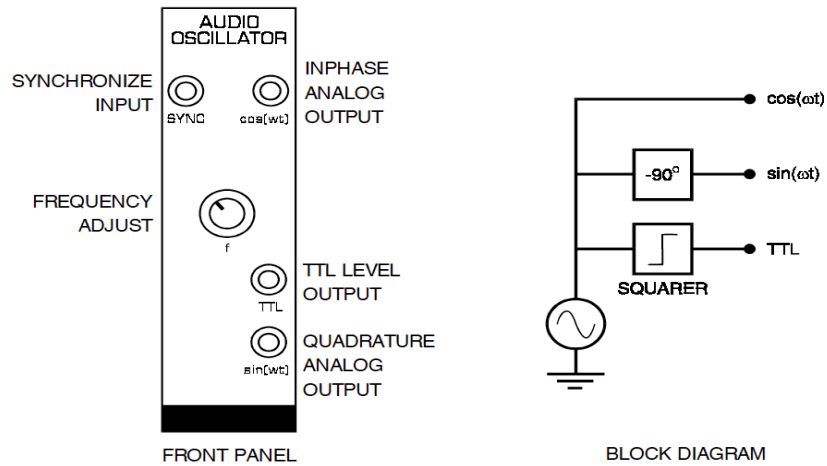 AUDIO
OSCILLATOR
SYNCHRONIZE
INPUT
SYNC
cos(wt)
INPHASE
ANALOG
OUTPUT
FREQUENCY
ADJUST
f
TTL LEVEL
OUTPUT
TTL
QUADRATURE
ANALOG
OUTPUT
sin(wt)
FRONT PANEL
cos(ωt)
-90°
sin(ωt)
TTL
SQUARER
BLOCK DIAGRAM